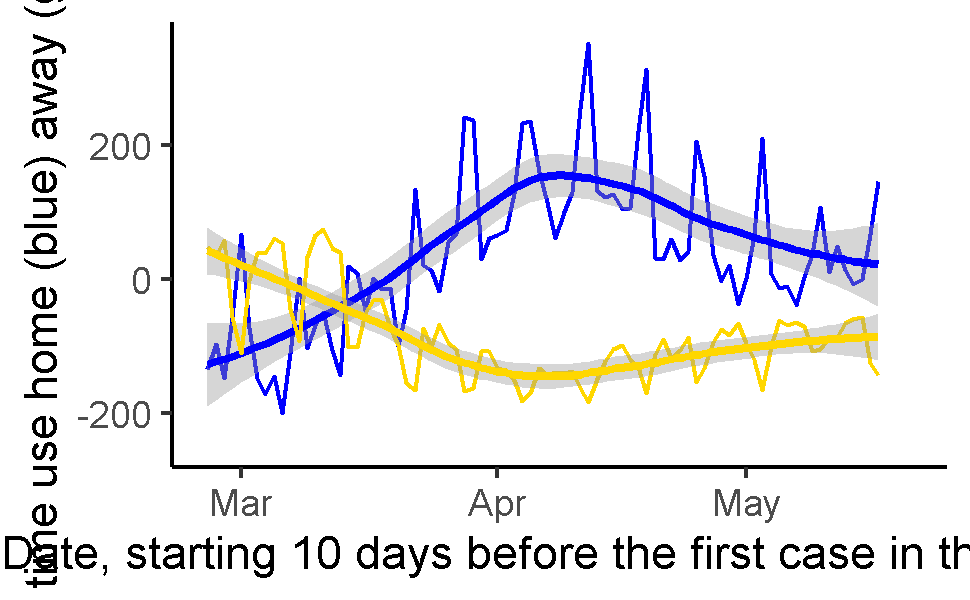 time use home (blue) away (
200
0
-200
Mar Apr May
Date, starting 10 days before the first case in th